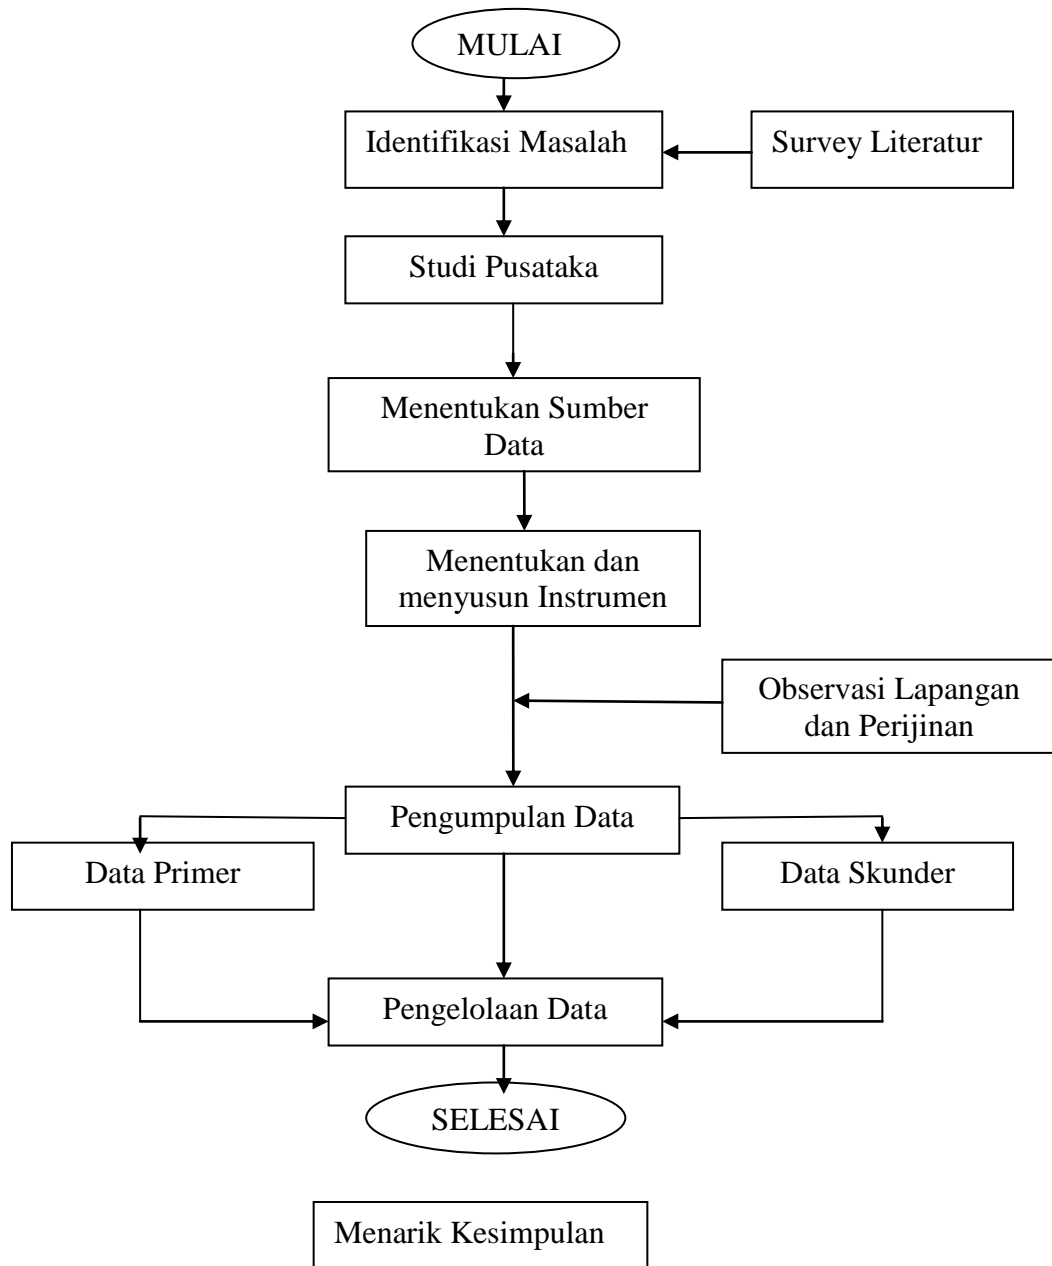 MULAI
Identifikasi Masalah
Survey Literatur
Studi Pusataka
Menentukan Sumber
Data
Menentukan dan
menyusun Instrumen
Observasi Lapangan
dan Perijinan
Pengumpulan Data
Data Primer
Data Skunder
Pengelolaan Data
SELESAI
Menarik Kesimpulan